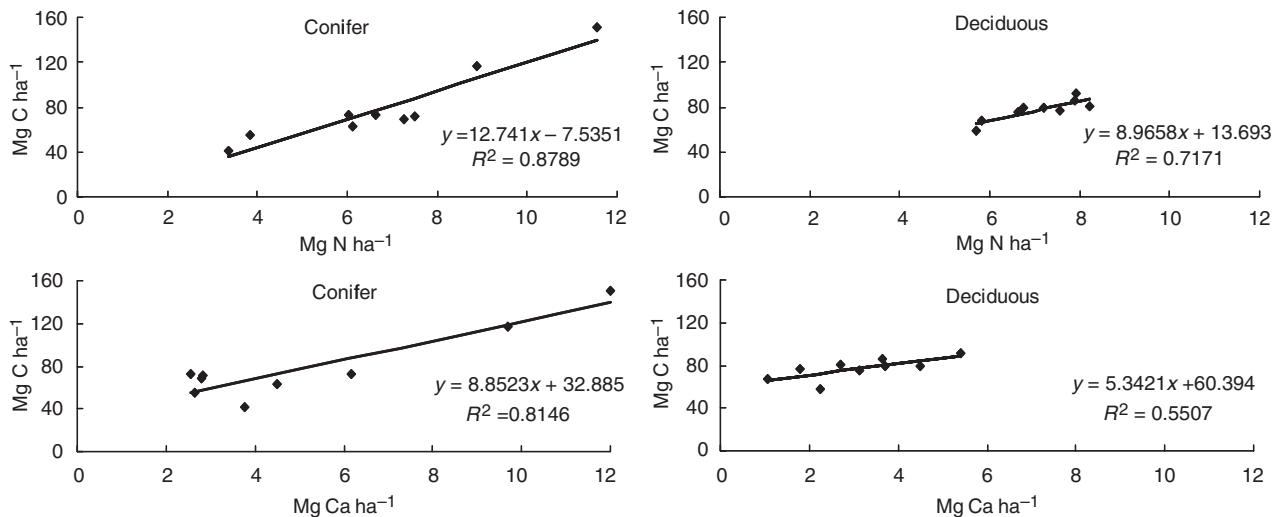 160
120
80
40
0
Mg C ha–1
Conifer
y =12.741x – 7.5351
R2 = 0.8789
0 2 4 6 8 10 12
Mg N ha–1
160
120
80
40
0
Mg C ha–1
Deciduous
y = 8.9658x + 13.693
R2 = 0.7171
0 2 4 6 8 10 12
Mg N ha–1
160
120
80
40
0
Mg C ha–1
Conifer
y = 8.8523x + 32.885
R2 =0.8146
0 2 4 6 8 10 12
Mg Ca ha–1
160
120
80
40
0
Mg C ha–1
Deciduous
y = 5.3421x +60.394
R2 = 0.5507
0 2 4 6 8 10 12
Mg Ca ha–1